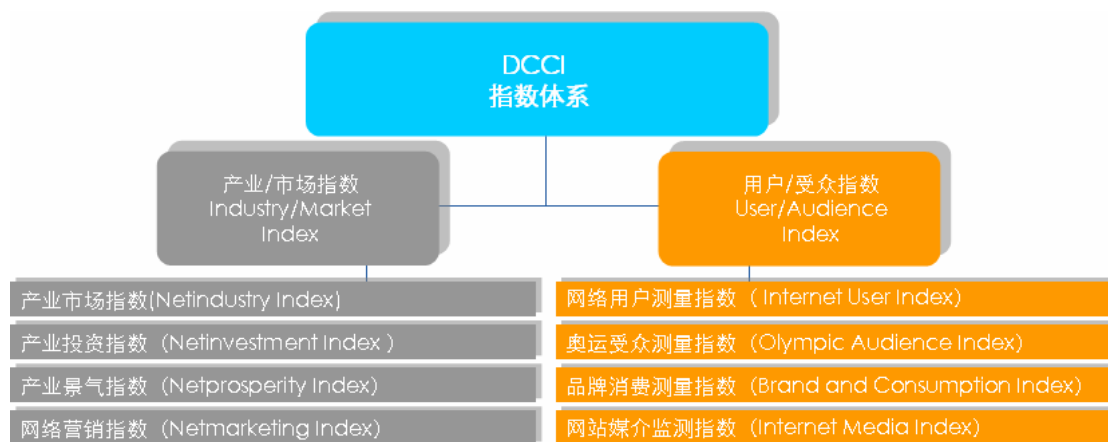 DCCI
指数体系
产业/市场指数
Industry/Market
Index
用户/受众指数
User/Audience
Index
产业市场指数(Netindustry Index)
产业投资指数（Netinvestment Index ）
产业景气指数（Netprosperity Index）
网络营销指数（Netmarketing Index）
网络用户测量指数（ Internet User Index）
奥运受众测量指数（Olympic Audience Index）
品牌消费测量指数（Brand and Consumption Index）
网站媒介监测指数（Internet Media Index）